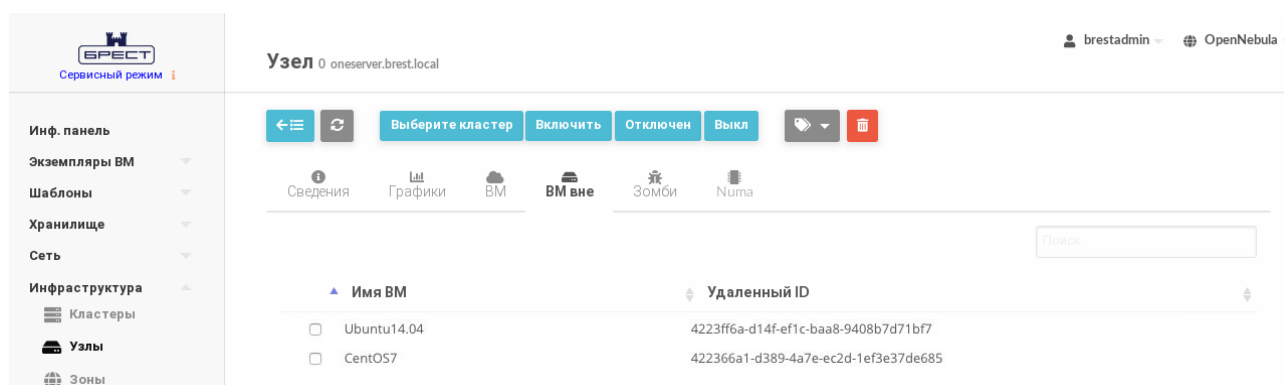 БРЕСТ
Сервисный режим i
Узел 0 oneserver.brest.local
brestadmin OpenNebula
Выберите кластер Включить Отключен Выкл
Инф. панель
Экземпляры ВМ
Шаблоны
Хранилище
Сеть
Инфраструктура
Кластеры
Узлы
Зоны
Сведения Графики ВМ ВМ вне Зомби Numa
Поиск
Имя ВМ Удаленный ID
Ubuntu14.04 4223ff6a-d14f-ef1c-baa8-9408b7d71bf7
CentOS7 422366a1-d389-4a7e-ec2d-1ef3e37de685